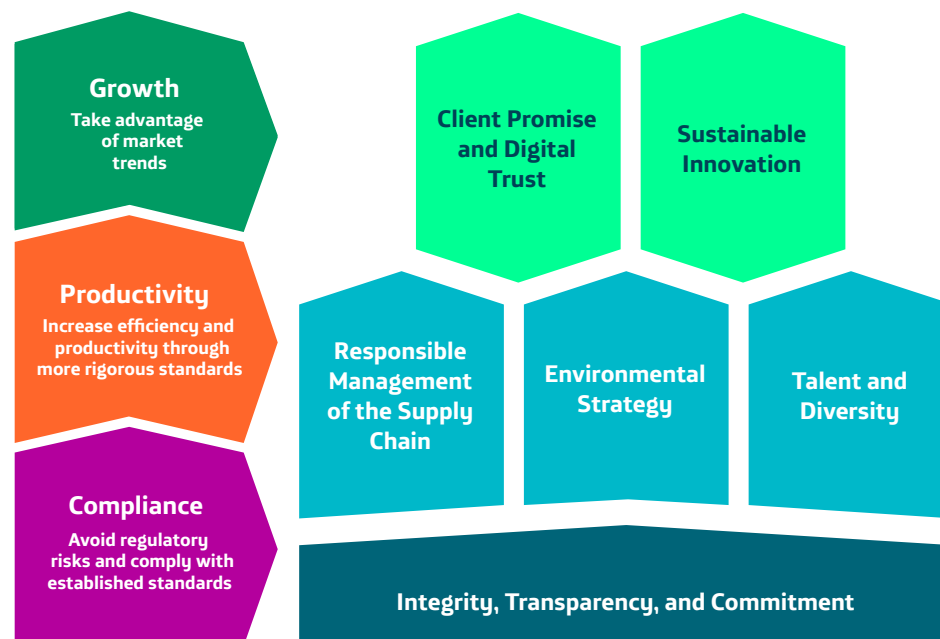 Growth
Take advantage
of market
trends
Client Promise
and Digital
Trust
Sustainable
Innovation
Productivity
Increase efficiency and
productivity through
more rigorous standards
Responsible
Management
of the Supply
Chain
Environmental
Strategy
Talent and
Diversity
Compliance
Avoid regulatory
risks and comply with
established standards
Integrity, Transparency, and Commitment